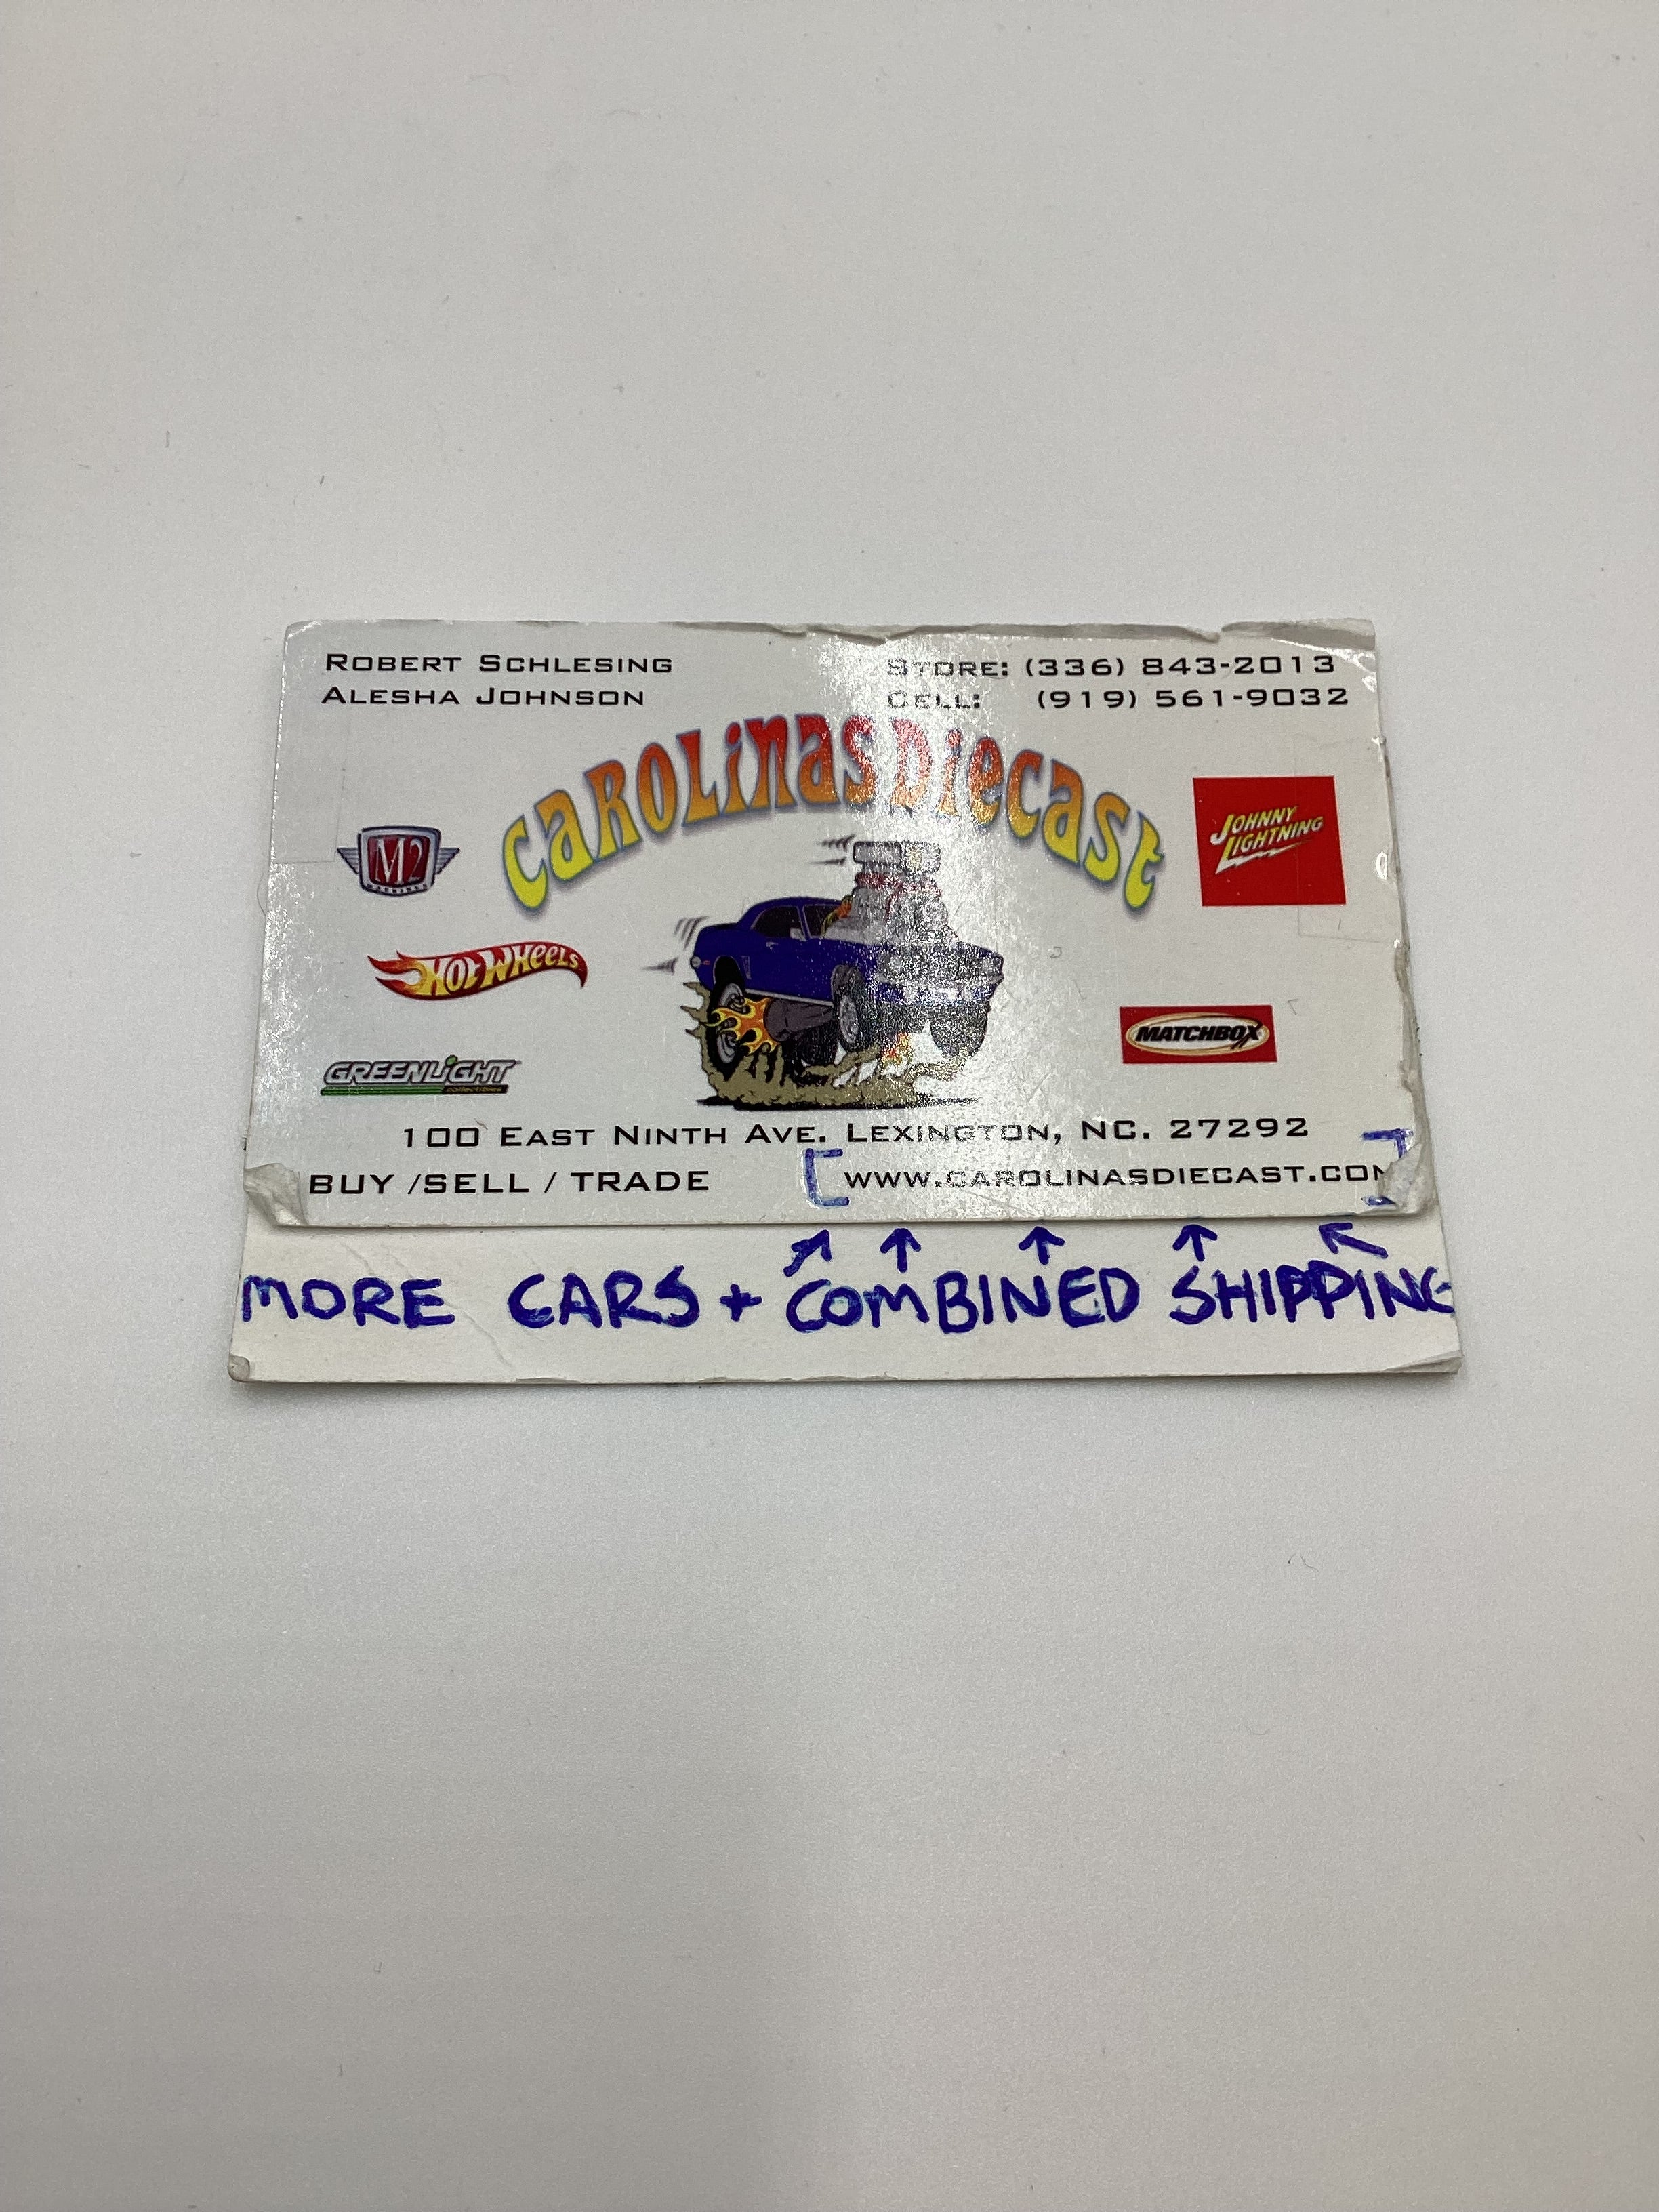 ROBERT SCHLESING
ALESHA JOHNSON
STORE: (336) 843-2013
CELL: (919) 561-9032
CAROLINAS DIECAST
M2
MACHINES
JOHNNY
LIGHTNING
HOT WHEELS
MATCHBOX
GREENLIGHT
collectibles
100 EAST NINTH AVE. LEXINGTON, NC. 27292
BUY /SELL / TRADE
[WWW.CAROLINASDIECAST.COM]
MORE CARS + COMBINED SHIPPING